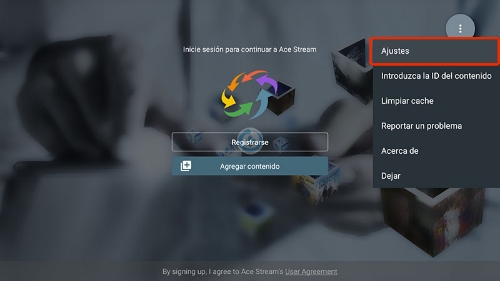 Inicie sesión para continuar a Ace Stream
Registrarse
Agregar contenido
Ajustes
Introduzca la ID del contenido
Limpiar cache
Reportar un problema
Acerca de
Dejar
By signing up, I agree to Ace Stream's User Agreement